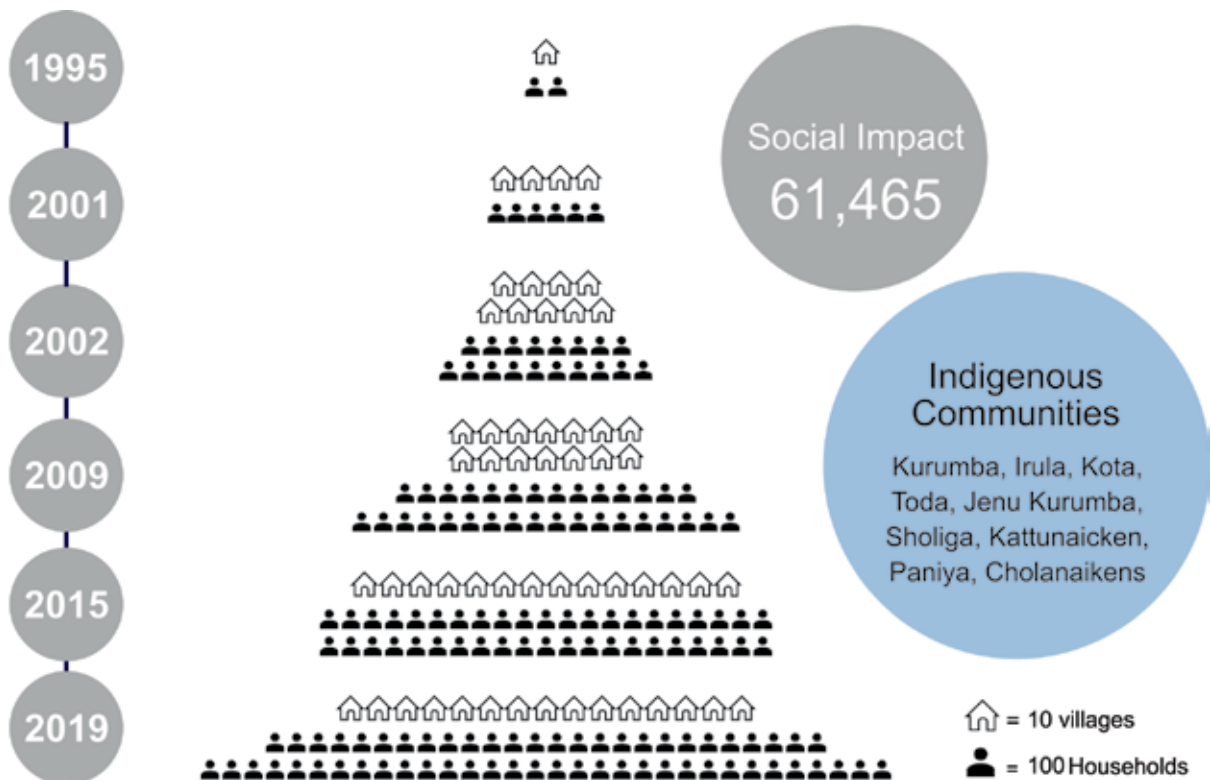 1995
2001
2002
2009
2015
2019
Social Impact
61,465
Indigenous
Communities
Kurumba, Irula, Kota,
Toda, Jenu Kurumba,
Sholiga, Kattunaicken,
Paniya, Cholanaikens
= 10 villages
= 100 Households